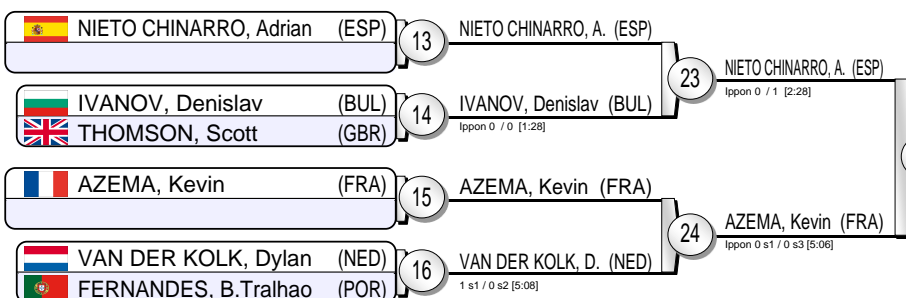 NIETO CHINARRO, Adrian (ESP)
13
NIETO CHINARRO, A. (ESP)
23
NIETO CHINARRO, A. (ESP)
Ippon 0 / 1 [2:28]
IVANOV, Denislav (BUL)
THOMSON, Scott (GBR)
14
IVANOV, Denislav (BUL)
Ippon 0 / 0 [1:28]
AZEMA, Kevin (FRA)
15
AZEMA, Kevin (FRA)
24
AZEMA, Kevin (FRA)
Ippon 0 s1 / 0 s3 [5:06]
VAN DER KOLK, Dylan (NED)
FERNANDES, B.Tralhao (POR)
16
VAN DER KOLK, D. (NED)
1 s1 / 0 s2 [5:08]